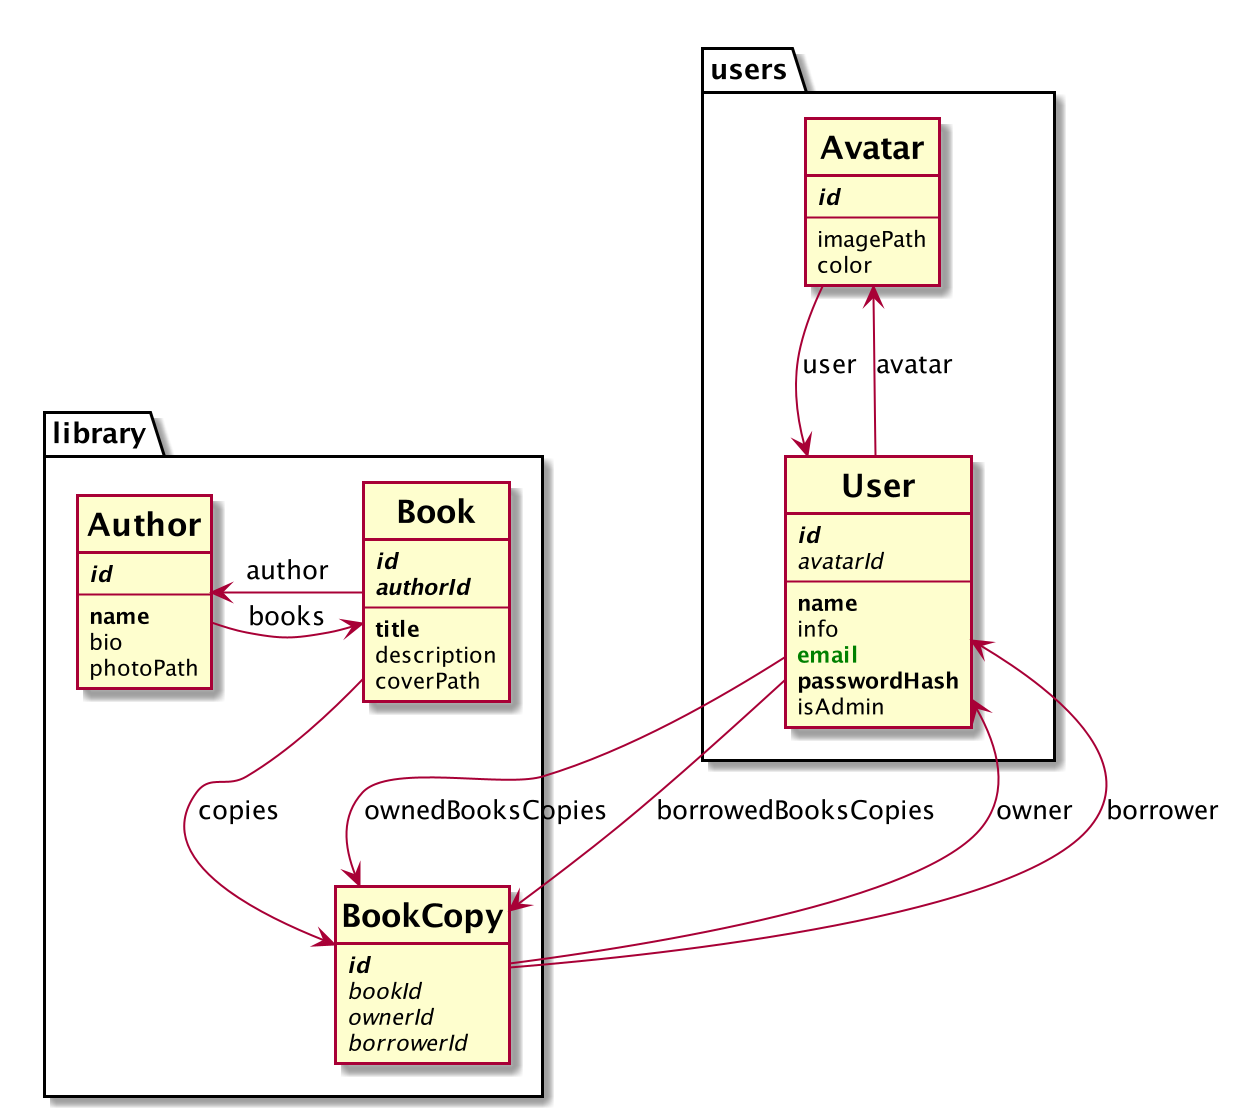 users
Avatar
id
imagePath
color
user
avatar
library
User
id
avatarId
name
info
email
passwordHash
isAdmin
Author
id
name
bio
photoPath
author
books
Book
id
authorId
title
description
coverPath
copies
ownedBooksCopies
borrowedBooksCopies
owner
borrower
BookCopy
id
bookId
ownerId
borrowerId